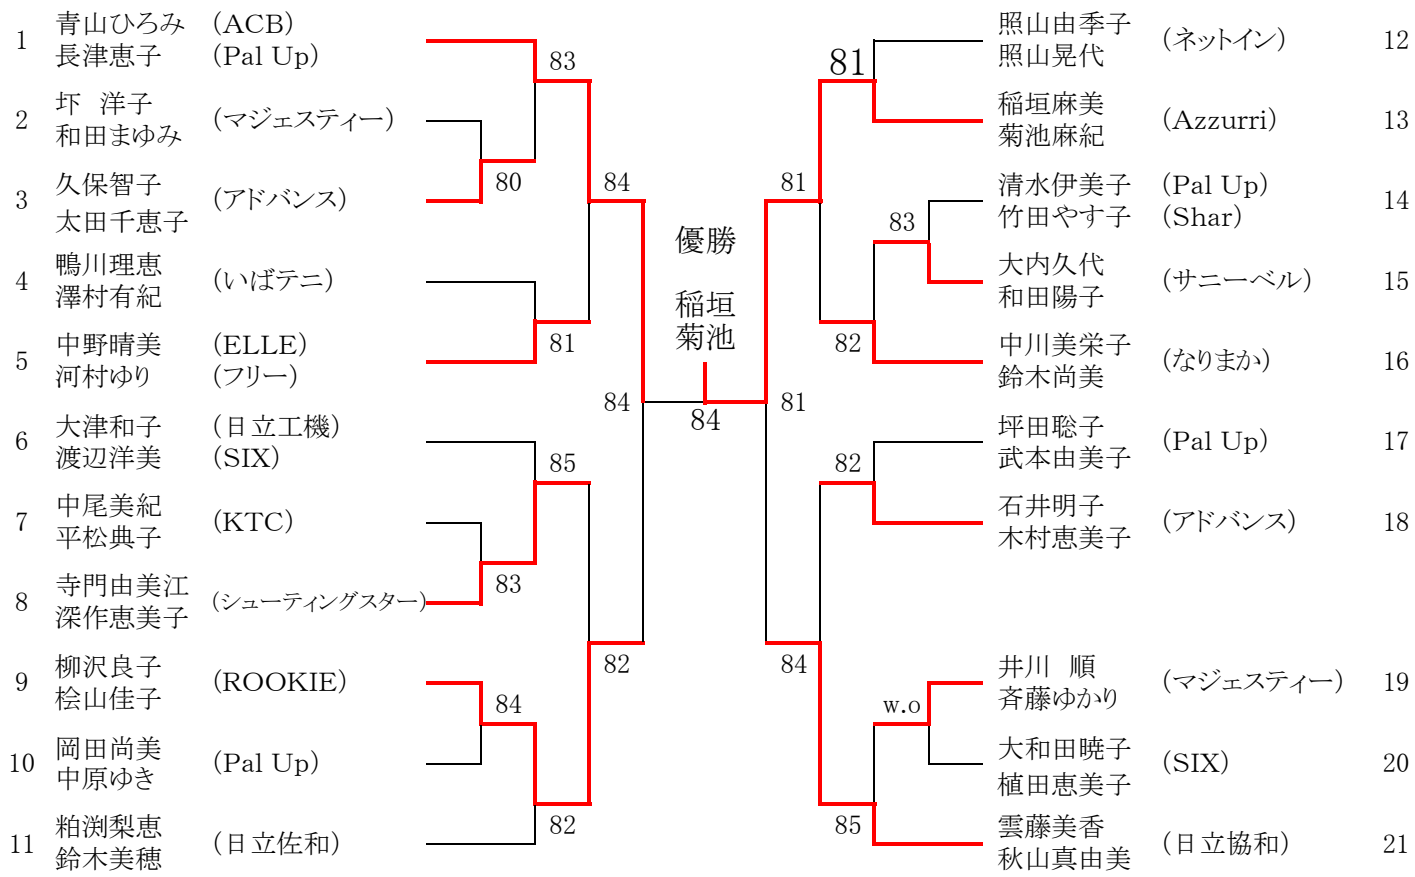 1 青山ひろみ (ACB)
長津恵子 (Pal Up)
83
2 圷 洋子 (マジェスティー)
和田まゆみ
80
3 久保智子 (アドバンス)
太田千恵子
84
4 鴨川理恵 (いばテニ)
澤村有紀
81
5 中野晴美 (ELLE)
河村ゆり (フリー)
84
6 大津和子 (日立工機)
渡辺洋美 (SIX)
85
7 中尾美紀 (KTC)
平松典子
83
8 寺門由美江 (シューティングスター)
深作恵美子
82
9 柳沢良子 (ROOKIE)
桧山佳子
84
10 岡田尚美 (Pal Up)
中原ゆき
82
11 粕渕梨恵 (日立佐和)
鈴木美穂
優勝
稲垣
菊池
84
照山由季子 (ネットイン) 12
照山晃代
81
稲垣麻美 (Azzurri) 13
菊池麻紀
81
清水伊美子 (Pal Up) 14
竹田やす子 (Shar)
83
大内久代 (サニーベル) 15
和田陽子
82
中川美栄子 (なりまか) 16
鈴木尚美
81
坪田聡子 (Pal Up) 17
武本由美子
82
石井明子 (アドバンス) 18
木村恵美子
84
井川 順 (マジェスティー) 19
斉藤ゆかり
w.o
大和田暁子 (SIX) 20
植田恵美子
85
雲藤美香 (日立協和) 21
秋山真由美